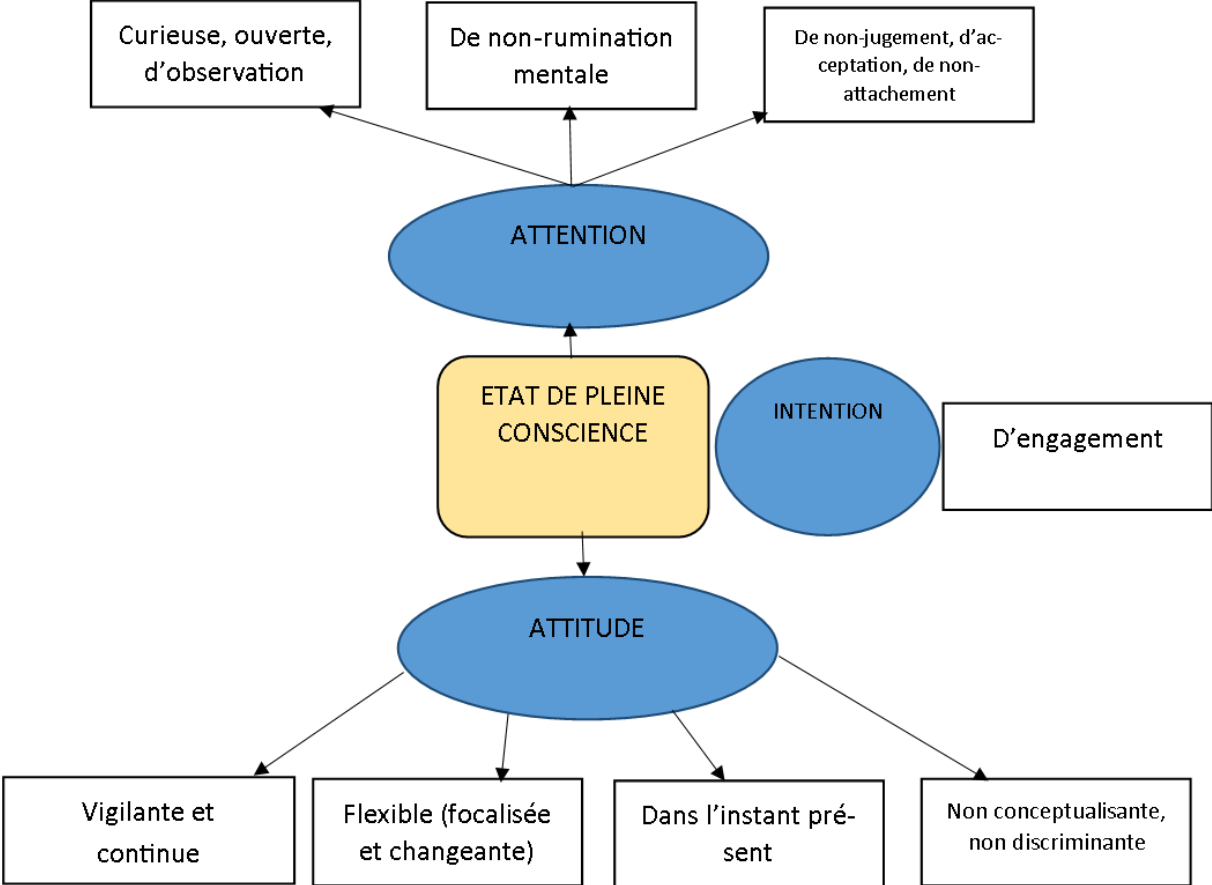 Curieuse, ouverte,
d'observation
De non-rumination
mentale
De non-jugement, d'ac-
ceptation, de non-
attachement
ATTENTION
ETAT DE PLEINE
CONSCIENCE
INTENTION
D'engagement
ATTITUDE
Vigilante et
continue
Flexible (focalisée
et changeante)
Dans l'instant pré-
sent
Non conceptualisante,
non discriminante